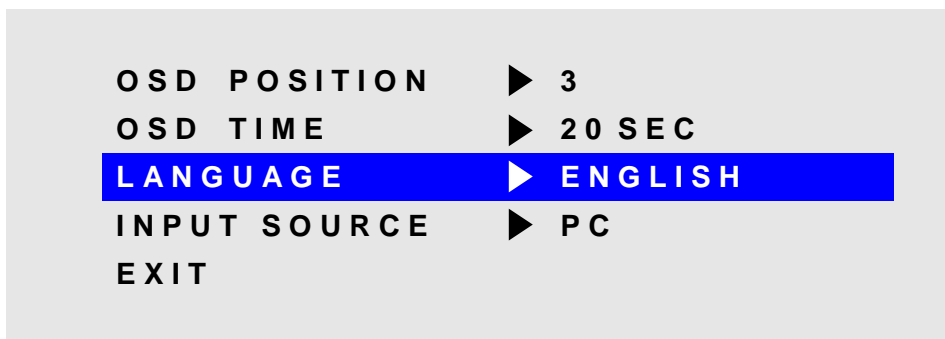 OSD POSITION ▶ 3
OSD TIME ▶ 20 SEC
LANGUAGE ▶ ENGLISH
INPUT SOURCE ▶ PC
EXIT